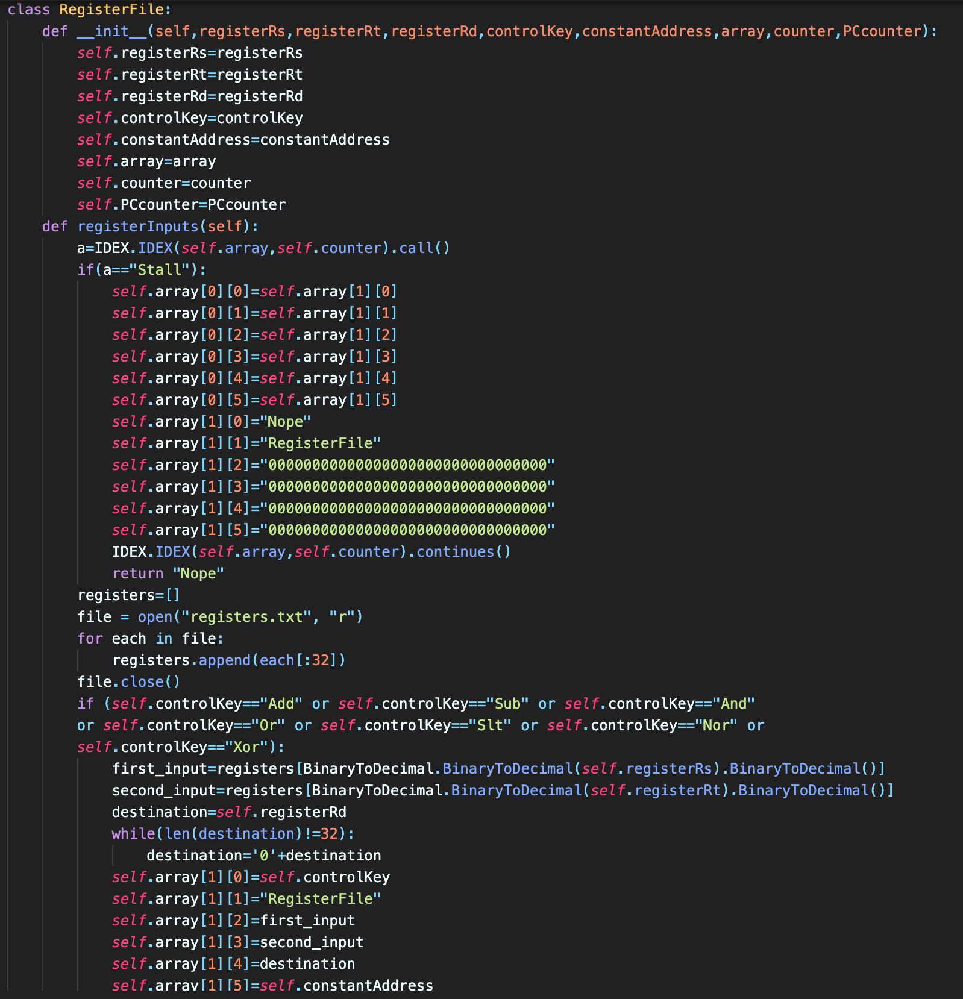 class RegisterFile:
    def __init__(self,registerRs,registerRt,registerRd,controlKey,constantAddress,array,counter,PCcounter):
        self.registerRs=registerRs
        self.registerRt=registerRt
        self.registerRd=registerRd
        self.controlKey=controlKey
        self.constantAddress=constantAddress
        self.array=array
        self.counter=counter
        self.PCcounter=PCcounter
    def registerInputs(self):
        a=IDEX.IDEX(self.array,self.counter).call()
        if(a=="Stall"):
            self.array[0][0]=self.array[1][0]
            self.array[0][1]=self.array[1][1]
            self.array[0][2]=self.array[1][2]
            self.array[0][3]=self.array[1][3]
            self.array[0][4]=self.array[1][4]
            self.array[0][5]=self.array[1][5]
            self.array[1][0]="Nope"
            self.array[1][1]="RegisterFile"
            self.array[1][2]="00000000000000000000000000000000"
            self.array[1][3]="00000000000000000000000000000000"
            self.array[1][4]="00000000000000000000000000000000"
            self.array[1][5]="00000000000000000000000000000000"
            IDEX.IDEX(self.array,self.counter).continues()
            return "Nope"
        registers=[]
        file = open("registers.txt", "r")
        for each in file:
            registers.append(each[:32])
        file.close()
        if (self.controlKey=="Add" or self.controlKey=="Sub" or self.controlKey=="And"
        or self.controlKey=="Or" or self.controlKey=="Slt" or self.controlKey=="Nor" or
        self.controlKey=="Xor"):
            first_input=registers[BinaryToDecimal.BinaryToDecimal(self.registerRs).BinaryToDecimal()]
            second_input=registers[BinaryToDecimal.BinaryToDecimal(self.registerRt).BinaryToDecimal()]
            destination=self.registerRd
            while(len(destination)!=32):
                destination='0'+destination
            self.array[1][0]=self.controlKey
            self.array[1][1]="RegisterFile"
            self.array[1][2]=first_input
            self.array[1][3]=second_input
            self.array[1][4]=destination
            self.array[1][5]=self.constantAddress